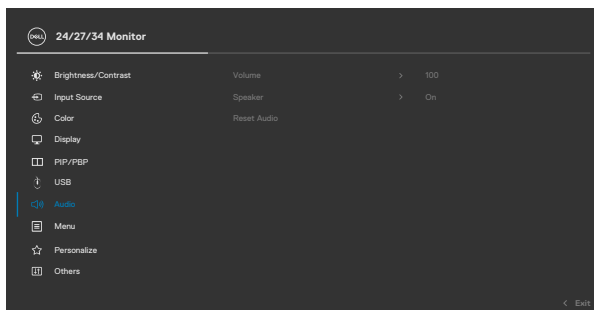 DELL 24/27/34 Monitor
Brightness/Contrast Volume > 100
Input Source Speaker > On
Color Reset Audio
Display
PIP/PBP
USB
Audio
Menu
Personalize
Others
< Exit